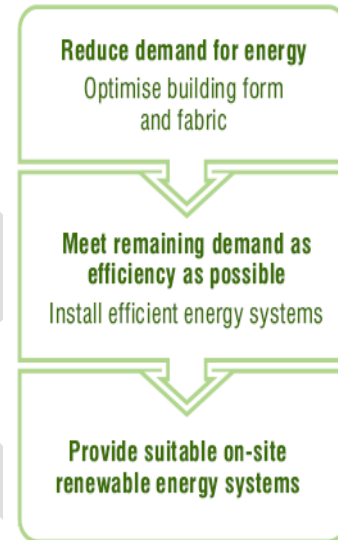 Reduce demand for energy
Optimise building form
and fabric
Meet remaining demand as
efficiency as possible
Install efficient energy systems
Provide suitable on-site
renewable energy systems